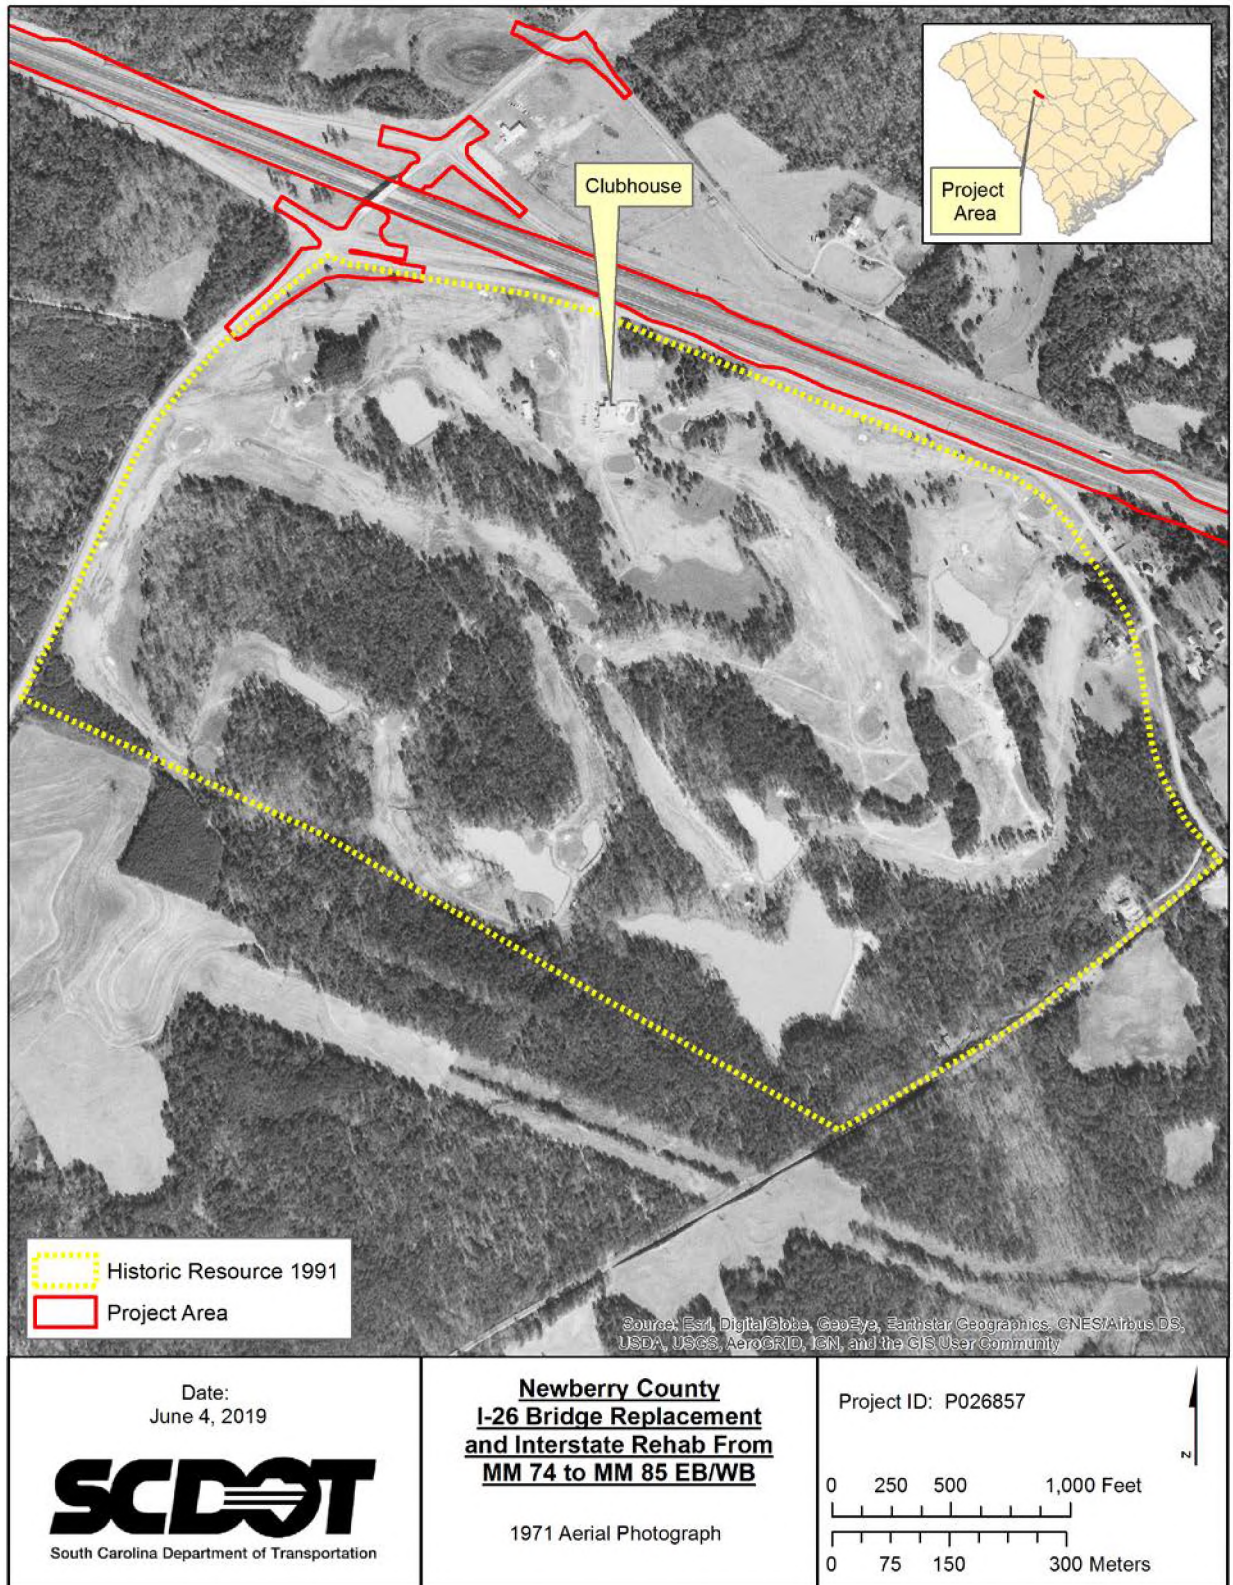 Clubhouse
Project
Area
Historic Resource 1991
Project Area
Source: Esri, DigitalGlobe, GeoEye, Earthstar Geographics, CNES/Airbus DS,
USDA, USGS, AeroGRID, IGN, and the GIS User Community
Date:
June 4, 2019
SCDOT
South Carolina Department of Transportation
Newberry County
I-26 Bridge Replacement
and Interstate Rehab From
MM 74 to MM 85 EB/WB
1971 Aerial Photograph
Project ID: P026857
N
0 250 500 1,000 Feet
0 75 150 300 Meters